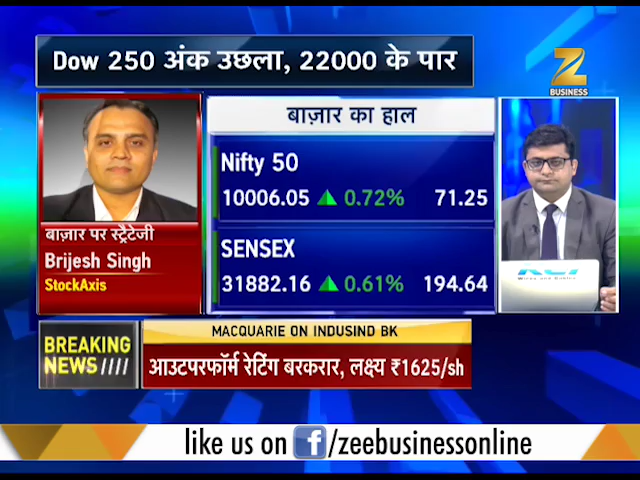 Dow 250 अंक उछला, 22000 के पार
Z
BUSINESS
बाज़ार का हाल
Nifty 50
10006.05 ▲ 0.72% 71.25
SENSEX
31882.16 ▲ 0.61% 194.64
बाज़ार पर स्ट्रैटेजी
Brijesh Singh
StockAxis
BREAKING
NEWS ////
MACQUARIE ON INDUSIND BK
आउटपरफॉर्म रेटिंग बरकरार, लक्ष्य ₹1625/sh
like us on f/zeebusinessonline